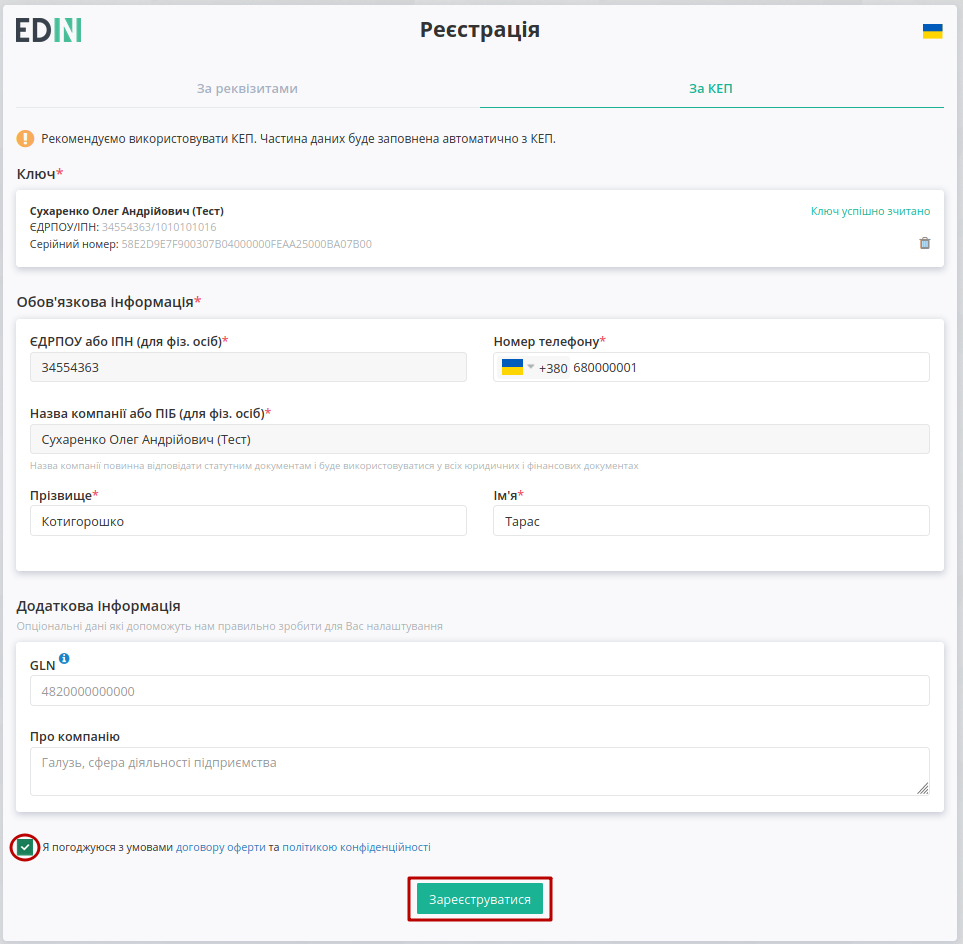 EDIN
Реєстрація
За реквізитами
За КЕП
Рекомендуємо використовувати КЕП. Частина даних буде заповнена автоматично з КЕП.
Ключ*
Сухаренко Олег Андрійович (Тест)
Ключ успішно зчитано
ЄДРПОУ/ІПН: 34554363/1010101016
Серійний номер: 58E2D9E7F900307B04000000FEAA25000BA07B00
Обов'язкова інформація*
ЄДРПОУ або ІПН (для фіз. осіб)*
Номер телефону*
34554363
+380 680000001
Назва компанії або ПІБ (для фіз. осіб)*
Сухаренко Олег Андрійович (Тест)
Назва компанії повинна відповідати статутним документам і буде використовуватися у всіх юридичних і фінансових документах
Прізвище*
Ім'я*
Котигорошко
Тарас
Додаткова інформація
Опціональні дані які допоможуть нам правильно зробити для Вас налаштування
GLN
4820000000000
Про компанію
Галузь, сфера діяльності підприємства
Я погоджуюся з умовами договору оферти та політикою конфіденційності
Зареєструватися